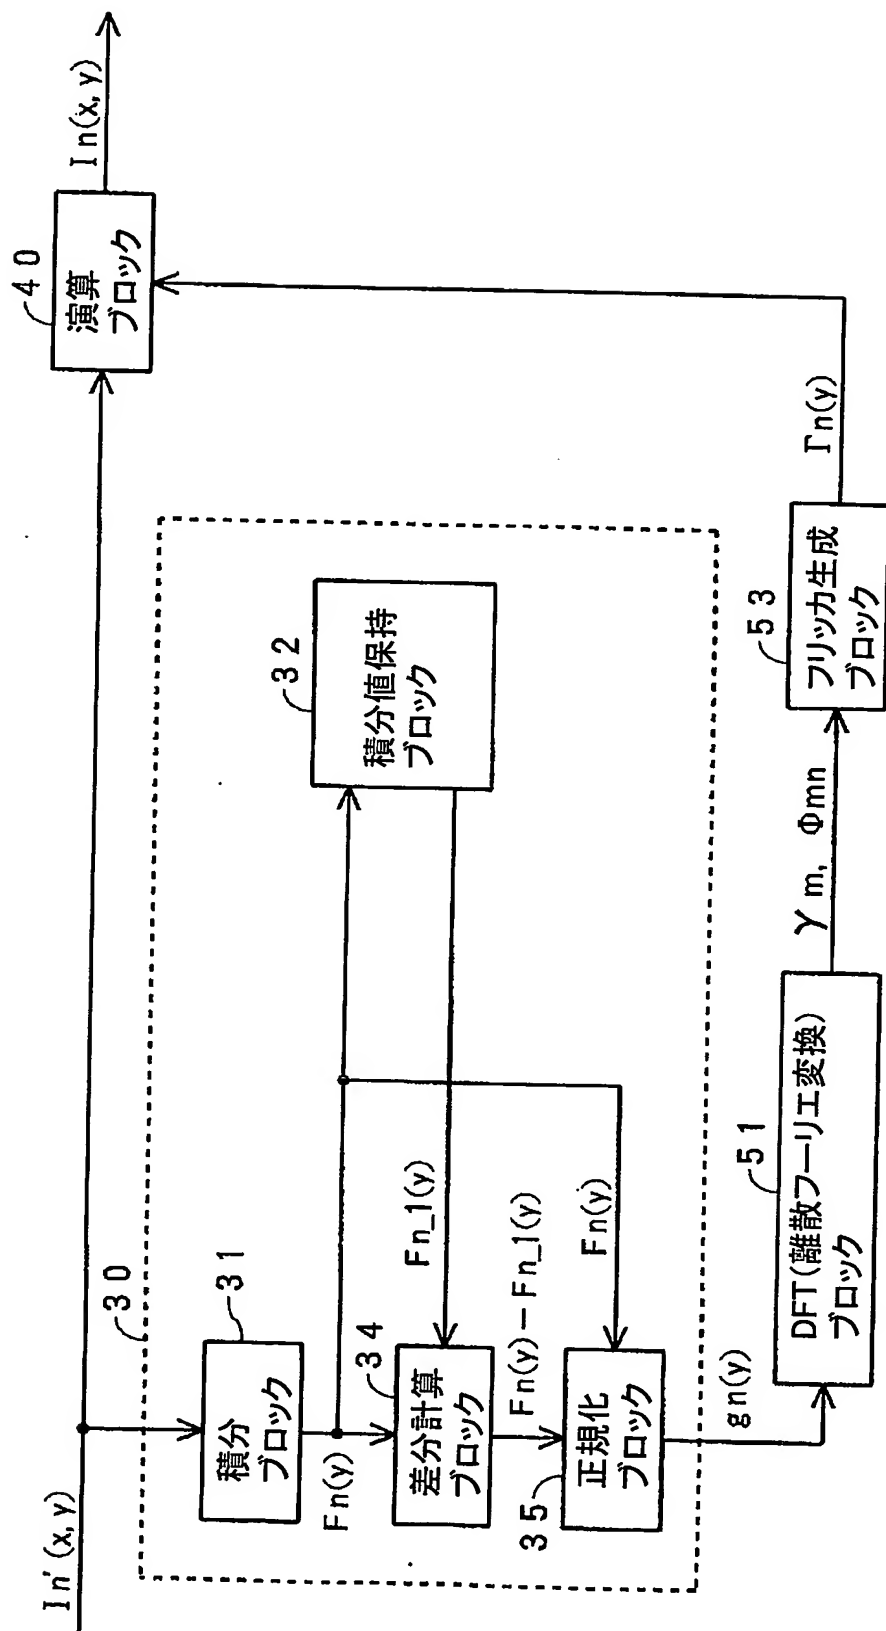 In'(x, y)
30
積分
ブロック
31
Fn(y)
差分計算
ブロック
34
Fn_1(y)
Fn(y)−Fn_1(y)
正規化
ブロック
35
Fn(y)
積分値保持
ブロック
32
gn(y)
DFT(離散フーリエ変換)
ブロック
51
γm, Φmn
フリッカ生成
ブロック
53
Γn(y)
演算
ブロック
40
In(x, y)